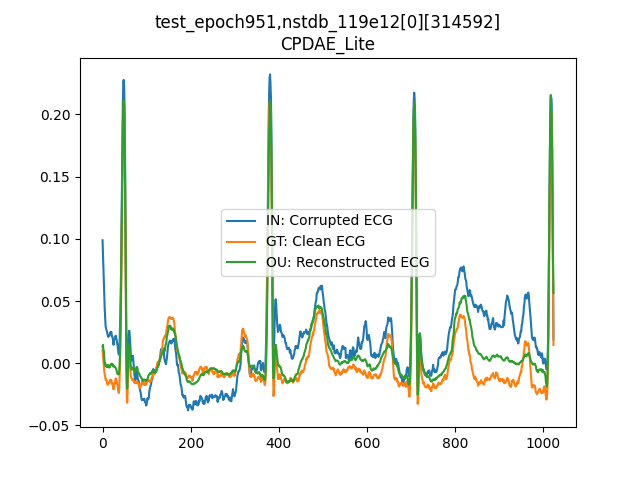 test_epoch951,nstdb_119e12[0][314592]
CPDAE_Lite
0.20
0.15
0.10
0.05
0.00
−0.05
IN: Corrupted ECG
GT: Clean ECG
OU: Reconstructed ECG
0 200 400 600 800 1000